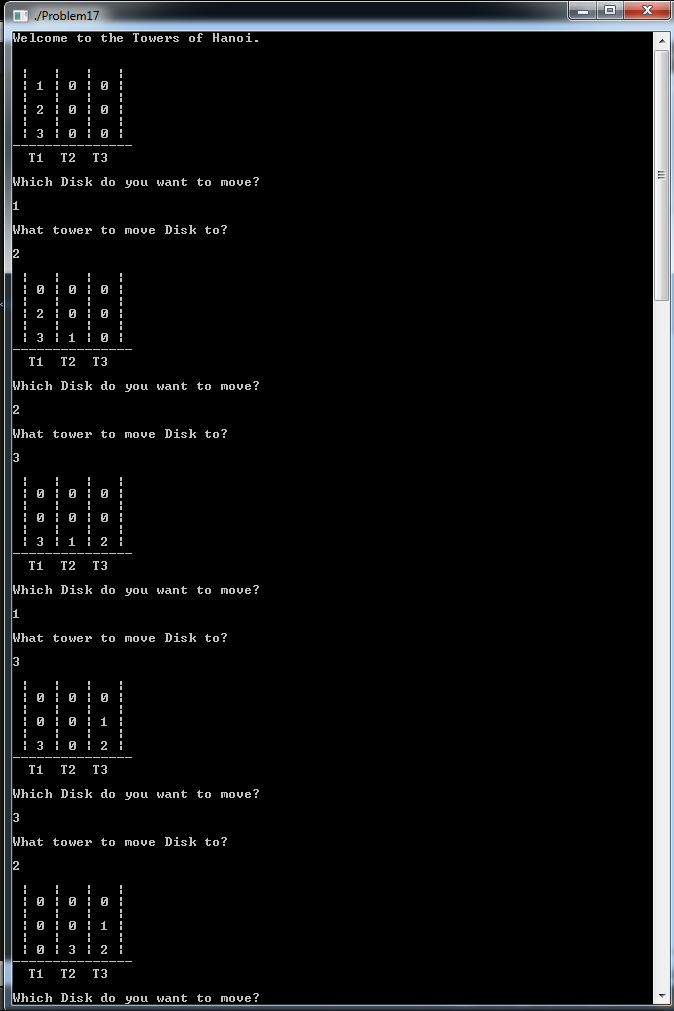 ./Problem17
Welcome to the Towers of Hanoi.
¦ 1 ¦ 0 ¦ 0 ¦
¦ 2 ¦ 0 ¦ 0 ¦
¦ 3 ¦ 0 ¦ 0 ¦
T1 T2 T3
Which Disk do you want to move?
1
What tower to move Disk to?
2
¦ 0 ¦ 0 ¦ 0 ¦
¦ 2 ¦ 0 ¦ 0 ¦
¦ 3 ¦ 1 ¦ 0 ¦
T1 T2 T3
Which Disk do you want to move?
2
What tower to move Disk to?
3
¦ 0 ¦ 0 ¦ 0 ¦
¦ 0 ¦ 0 ¦ 0 ¦
¦ 3 ¦ 1 ¦ 2 ¦
T1 T2 T3
Which Disk do you want to move?
1
What tower to move Disk to?
3
¦ 0 ¦ 0 ¦ 0 ¦
¦ 0 ¦ 0 ¦ 1 ¦
¦ 3 ¦ 0 ¦ 2 ¦
T1 T2 T3
Which Disk do you want to move?
3
What tower to move Disk to?
2
¦ 0 ¦ 0 ¦ 0 ¦
¦ 0 ¦ 0 ¦ 1 ¦
¦ 0 ¦ 3 ¦ 2 ¦
T1 T2 T3
Which Disk do you want to move?